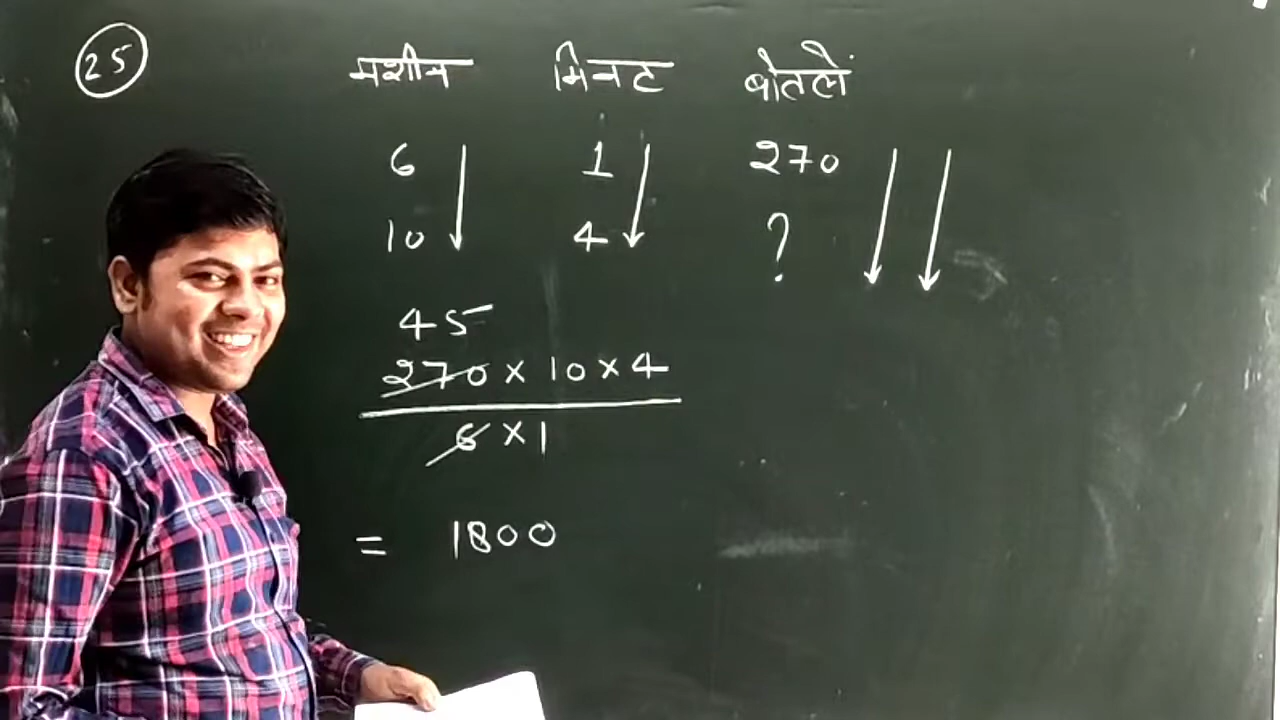 25
मशीन मिनट बोतलें
6 1 270
10 4 ?
45
270 × 10 × 4
6 × 1
= 1800